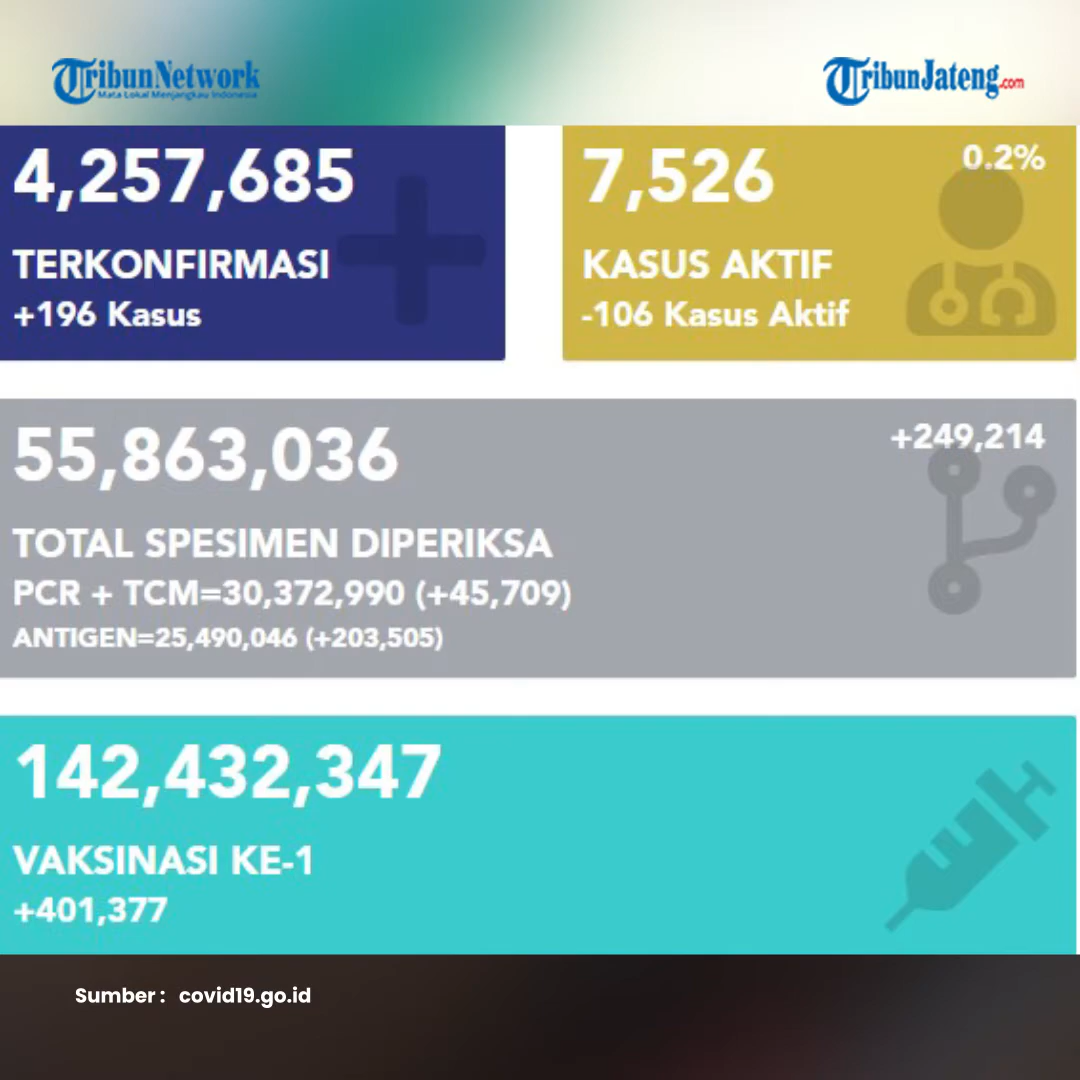 TribunNetwork
Mata Lokal Menjangkau Indonesia
TribunJateng.com
4,257,685
TERKONFIRMASI
+196 Kasus
7,526
0.2%
KASUS AKTIF
-106 Kasus Aktif
55,863,036
+249,214
TOTAL SPESIMEN DIPERIKSA
PCR + TCM=30,372,990 (+45,709)
ANTIGEN=25,490,046 (+203,505)
142,432,347
VAKSINASI KE-1
+401,377
Sumber : covid19.go.id